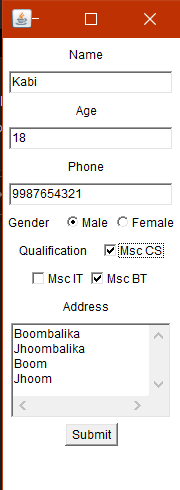 Name
Kabi
Age
18
Phone
9987654321
Gender Male Female
Qualification Msc CS
Msc IT Msc BT
Address
Boombalika
Jhoombalika
Boom
Jhoom
Submit